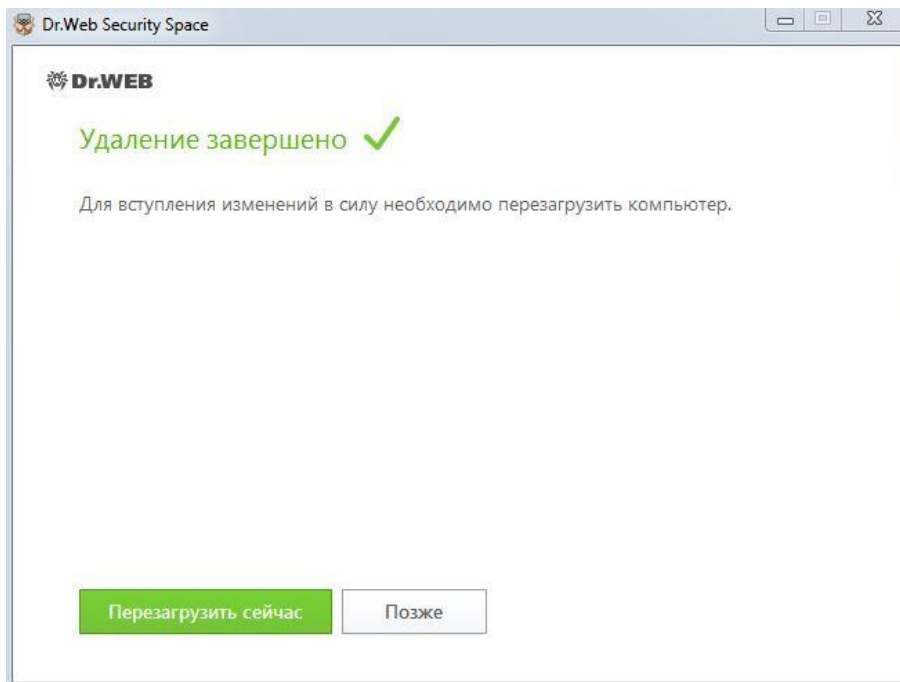 Dr.Web Security Space
Dr.WEB
Удаление завершено
Для вступления изменений в силу необходимо перезагрузить компьютер.
Перезагрузить сейчас
Позже